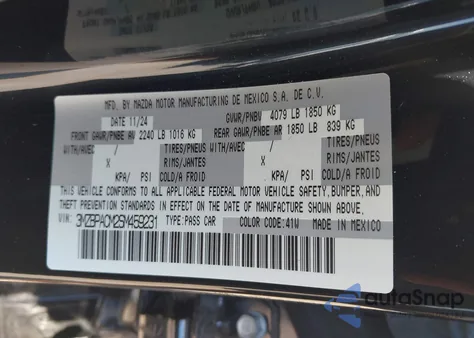 MFD. BY MAZDA MOTOR MANUFACTURING DE MEXICO S.A. DE C.V.
DATE 11/24 GVWR/PNBV 4079 LB 1850 KG
FRONT GAWR/PNBE AV 2240 LB 1016 KG REAR GAWR/PNBE AR 1850 LB 839 KG
WITH/AVEC / TIRES/PNEUS WITH/AVEC / TIRES/PNEUS
X RIMS/JANTES X RIMS/JANTES
KPA/ PSI COLD/A FROID KPA/ PSI COLD/A FROID
THIS VEHICLE CONFORMS TO ALL APPLICABLE FEDERAL MOTOR VEHICLE SAFETY, BUMPER, AND
THEFT PREVENTION STANDARDS IN EFFECT ON THE DATE OF MANUFACTURE SHOWN ABOVE.
VIN: 3MZBPACM2SM459231 TYPE: PASS CAR COLOR CODE: 41W MADE IN MEXICO
autoSnap